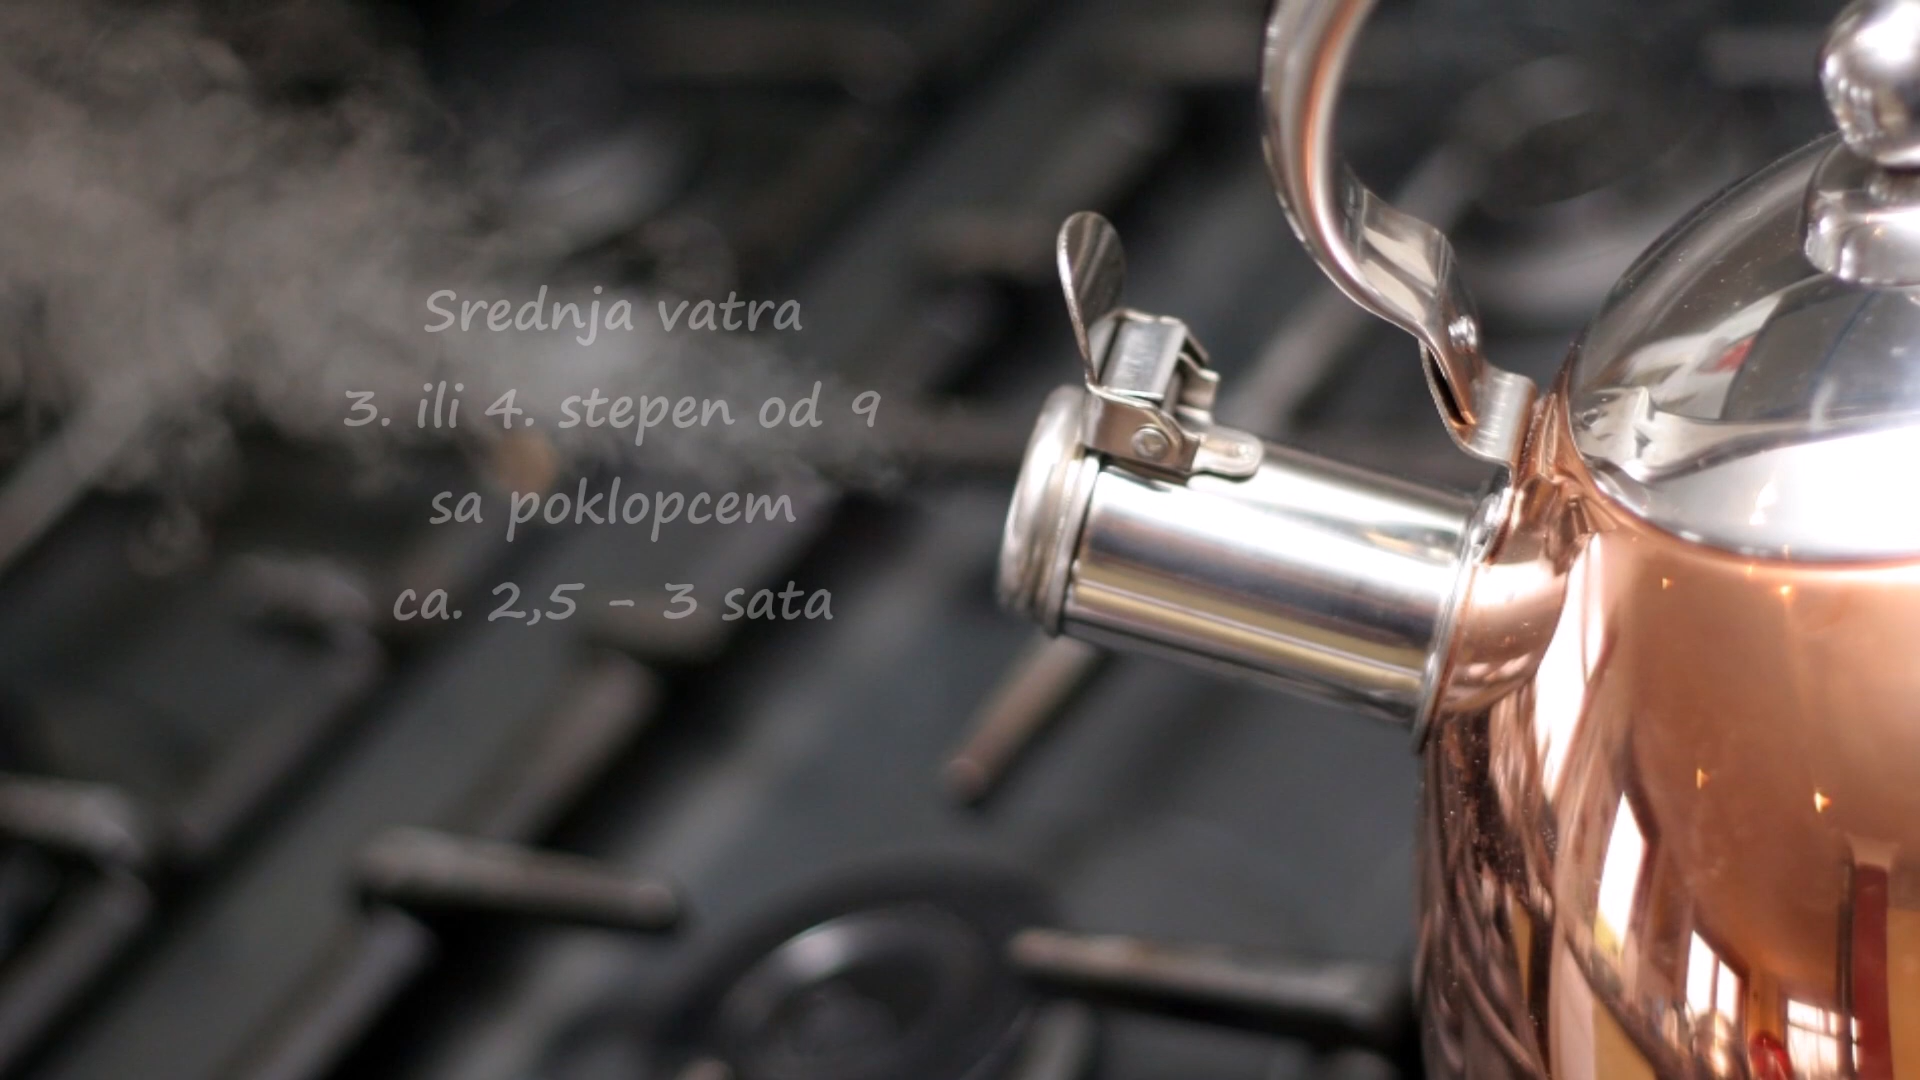 Srednja vatra
3. ili 4. stepen od 9
sa poklopcem
ca. 2,5 - 3 sata